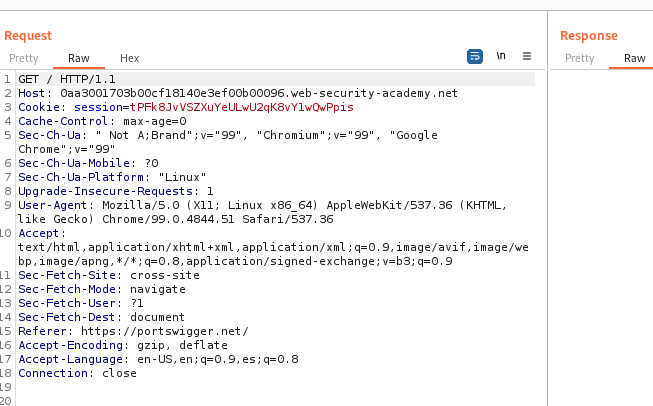 Request
Response
Pretty Raw Hex
\n
Pretty Raw
1 GET / HTTP/1.1
2 Host: 0aa3001703b00cf18140e3ef00b00096.web-security-academy.net
3 Cookie: session=tPFk8JvVSZXuYeULwU2qK8vY1wQwPpis
4 Cache-Control: max-age=0
5 Sec-Ch-Ua: " Not A;Brand";v="99", "Chromium";v="99", "Google
Chrome";v="99"
6 Sec-Ch-Ua-Mobile: ?0
7 Sec-Ch-Ua-Platform: "Linux"
8 Upgrade-Insecure-Requests: 1
9 User-Agent: Mozilla/5.0 (X11; Linux x86_64) AppleWebKit/537.36 (KHTML,
like Gecko) Chrome/99.0.4844.51 Safari/537.36
10 Accept:
text/html,application/xhtml+xml,application/xml;q=0.9,image/avif,image/we
bp,image/apng,*/*;q=0.8,application/signed-exchange;v=b3;q=0.9
11 Sec-Fetch-Site: cross-site
12 Sec-Fetch-Mode: navigate
13 Sec-Fetch-User: ?1
14 Sec-Fetch-Dest: document
15 Referer: https://portswigger.net/
16 Accept-Encoding: gzip, deflate
17 Accept-Language: en-US,en;q=0.9,es;q=0.8
18 Connection: close
19
20